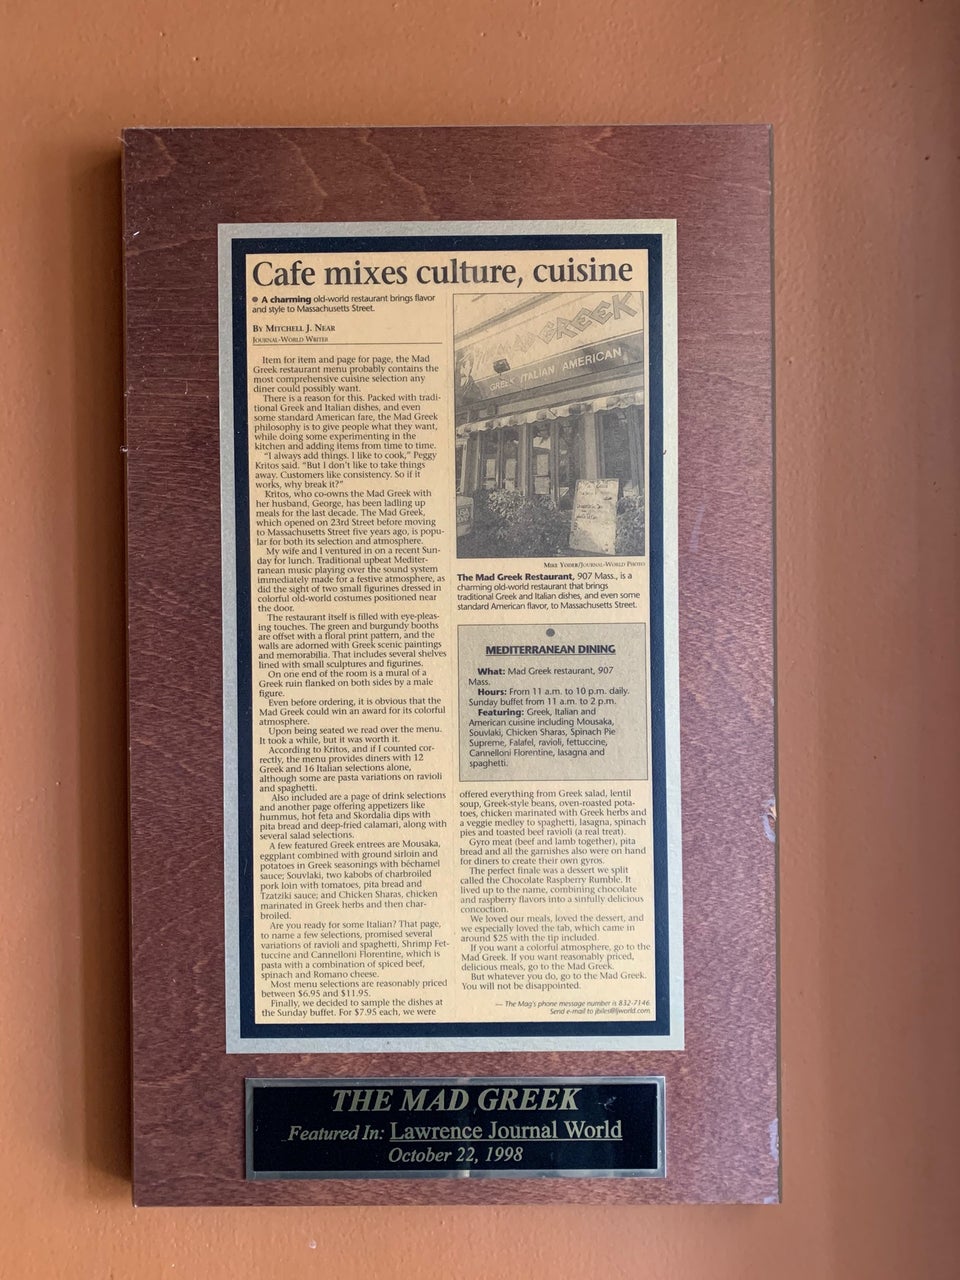 Cafe mixes culture, cuisine
● A charming old-world restaurant brings flavor
and style to Massachusetts Street.
BY MITCHELL J. NEAR
JOURNAL-WORLD WRITER
Item for item and page for page, the Mad
Greek restaurant menu probably contains the
most comprehensive cuisine selection any
diner could possibly want.
There is a reason for this. Packed with tradi-
tional Greek and Italian dishes, and even
some standard American fare, the Mad Greek
philosophy is to give people what they want,
while doing some experimenting in the
kitchen and adding items from time to time.
"I always add things. I like to cook," Peggy
Kritos said. "But I don't like to take things
away. Customers like consistency. So if it
works, why break it?"
Kritos, who co-owns the Mad Greek with
her husband, George, has been ladling up
meals for the last decade. The Mad Greek,
which opened on 23rd Street before moving
to Massachusetts Street five years ago, is popu-
lar for both its selection and atmosphere.
My wife and I ventured in on a recent Sun-
day for lunch. Traditional upbeat Mediter-
ranean music playing over the sound system
immediately made for a festive atmosphere, as
did the sight of two small figurines dressed in
colorful old-world costumes positioned near
the door.
The restaurant itself is filled with eye-pleas-
ing touches. The green and burgundy booths
are offset with a floral print pattern, and the
walls are adorned with Greek scenic paintings
and memorabilia. That includes several shelves
lined with small sculptures and figurines.
On one end of the room is a mural of a
Greek ruin flanked on both sides by a male
figure.
Even before ordering, it is obvious that the
Mad Greek could win an award for its colorful
atmosphere.
Upon being seated we read over the menu.
It took a while, but it was worth it.
According to Kritos, and if I counted cor-
rectly, the menu provides diners with 12
Greek and 16 Italian selections alone,
although some are pasta variations on ravioli
and spaghetti.
Also included are a page of drink selections
and another page offering appetizers like
hummus, hot feta and Skordalia dips with
pita bread and deep-fried calamari, along with
several salad selections.
A few featured Greek entrees are Mousaka,
eggplant combined with ground sirloin and
potatoes in Greek seasonings with béchamel
sauce; Souvlaki, two kabobs of charbroiled
pork loin with tomatoes, pita bread and
Tzatziki sauce; and Chicken Sharas, chicken
marinated in Greek herbs and then char-
broiled.
Are you ready for some Italian? That page,
to name a few selections, promised several
variations of ravioli and spaghetti, Shrimp Fet-
tuccine and Cannelloni Florentine, which is
pasta with a combination of spiced beef,
spinach and Romano cheese.
Most menu selections are reasonably priced
between $6.95 and $11.95.
Finally, we decided to sample the dishes at
the Sunday buffet. For $7.95 each, we were
MAD GREEK
GREEK ITALIAN AMERICAN
MIKE YODER/JOURNAL-WORLD PHOTO
The Mad Greek Restaurant, 907 Mass., is a
charming old-world restaurant that brings
traditional Greek and Italian dishes, and even some
standard American flavor, to Massachusetts Street.
MEDITERRANEAN DINING
What: Mad Greek restaurant, 907
Mass.
Hours: From 11 a.m. to 10 p.m. daily.
Sunday buffet from 11 a.m. to 2 p.m.
Featuring: Greek, Italian and
American cuisine including Mousaka,
Souvlaki, Chicken Sharas, Spinach Pie
Supreme, Falafel, ravioli, fettuccine,
Cannelloni Florentine, lasagna and
spaghetti.
offered everything from Greek salad, lentil
soup, Greek-style beans, oven-roasted pota-
toes, chicken marinated with Greek herbs and
a veggie medley to spaghetti, lasagna, spinach
pies and toasted beef ravioli (a real treat).
Gyro meat (beef and lamb together), pita
bread and all the garnishes also were on hand
for diners to create their own gyros.
The perfect finale was a dessert we split
called the Chocolate Raspberry Rumble. It
lived up to the name, combining chocolate
and raspberry flavors into a sinfully delicious
concoction.
We loved our meals, loved the dessert, and
we especially loved the tab, which came in
around $25 with the tip included.
If you want a colorful atmosphere, go to the
Mad Greek. If you want reasonably priced,
delicious meals, go to the Mad Greek.
But whatever you do, go to the Mad Greek.
You will not be disappointed.
— The Mag's phone message number is 832-7146.
Send e-mail to jbiles@ljworld.com.
THE MAD GREEK
Featured In: Lawrence Journal World
October 22, 1998